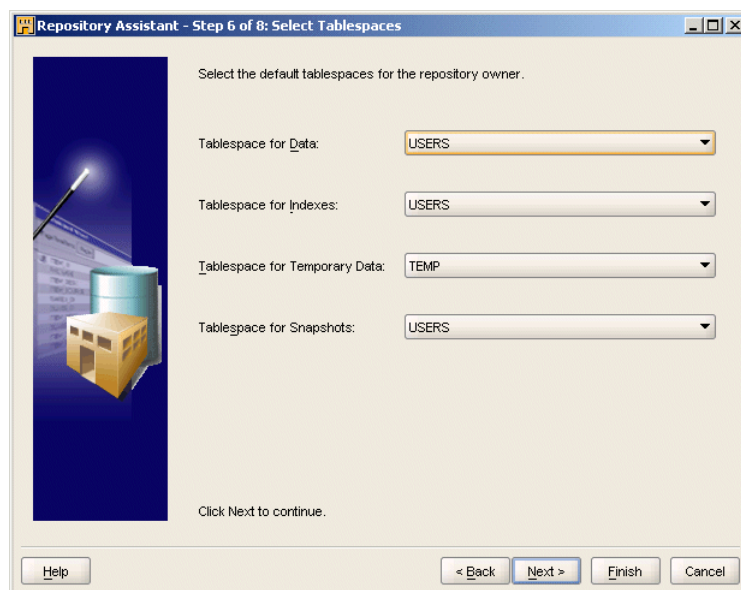 Repository Assistant - Step 6 of 8: Select Tablespaces
Select the default tablespaces for the repository owner.
Tablespace for Data: USERS
Tablespace for Indexes: USERS
Tablespace for Temporary Data: TEMP
Tablespace for Snapshots: USERS
Click Next to continue.
Help < Back Next > Finish Cancel